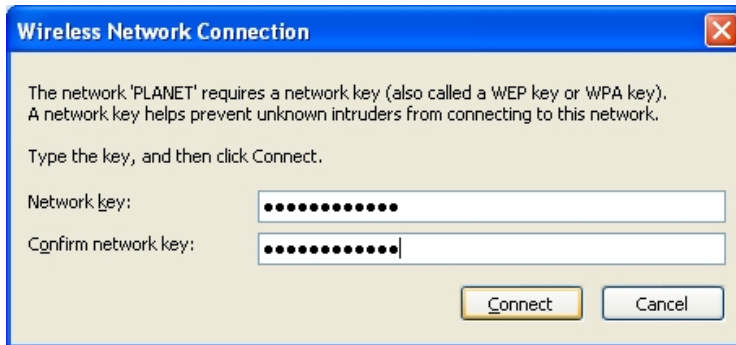 Wireless Network Connection
The network 'PLANET' requires a network key (also called a WEP key or WPA key).
A network key helps prevent unknown intruders from connecting to this network.
Type the key, and then click Connect.
Network key: ••••••••••••
Confirm network key: ••••••••••••
Connect Cancel